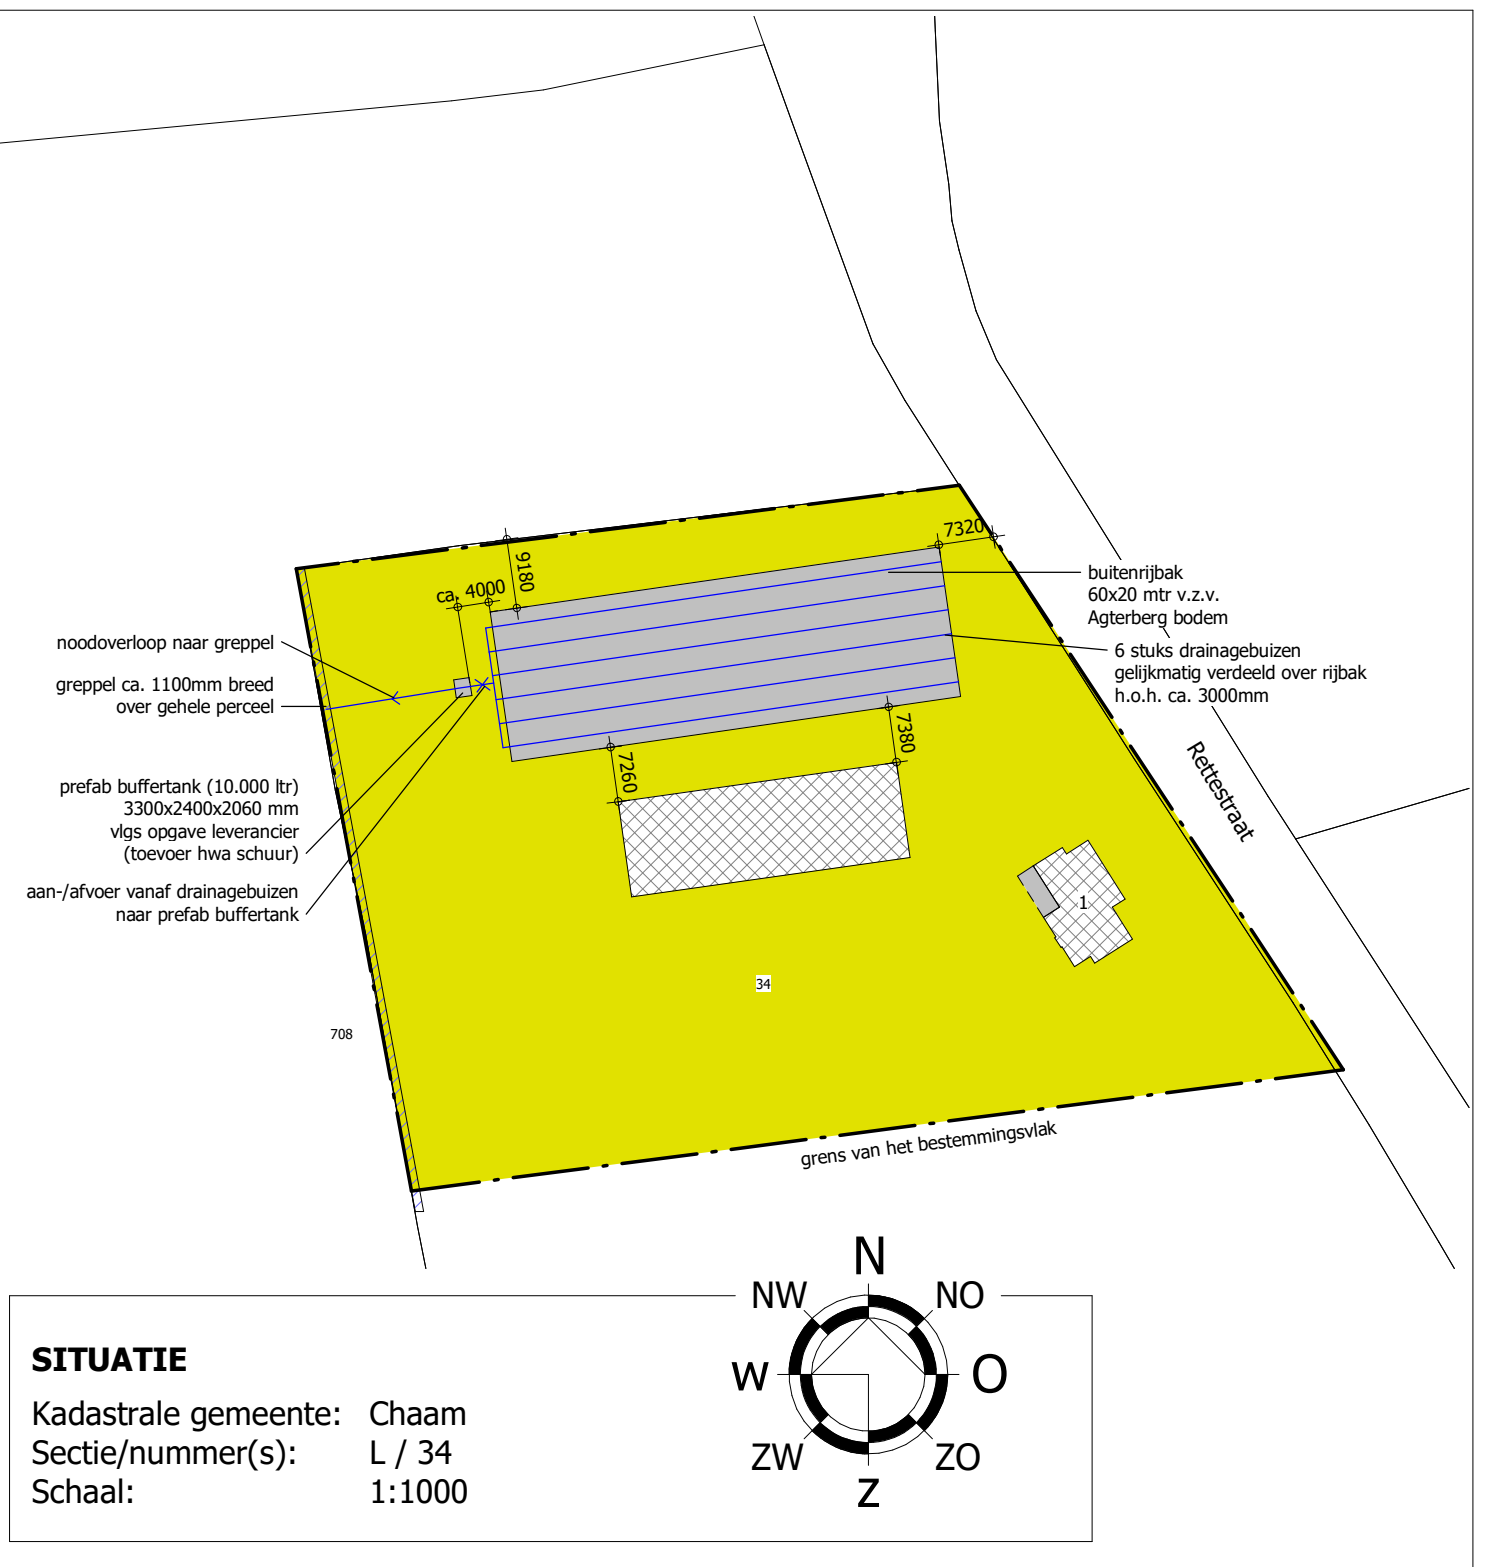 7320
9180
ca. 4000
buitenrijbak
60x20 mtr v.z.v.
Agterberg bodem
noodoverloop naar greppel
6 stuks drainagebuizen
gelijkmatig verdeeld over rijbak
h.o.h. ca. 3000mm
greppel ca. 1100mm breed
over gehele perceel
7380
7260
Rettestraat
prefab buffertank (10.000 ltr)
3300x2400x2060 mm
vlgs opgave leverancier
(toevoer hwa schuur)
aan-/afvoer vanaf drainagebuizen
naar prefab buffertank
1
34
708
grens van het bestemmingsvlak
N
NW
NO
W
O
ZW
ZO
Z
SITUATIE
Kadastrale gemeente: Chaam
Sectie/nummer(s): L / 34
Schaal: 1:1000